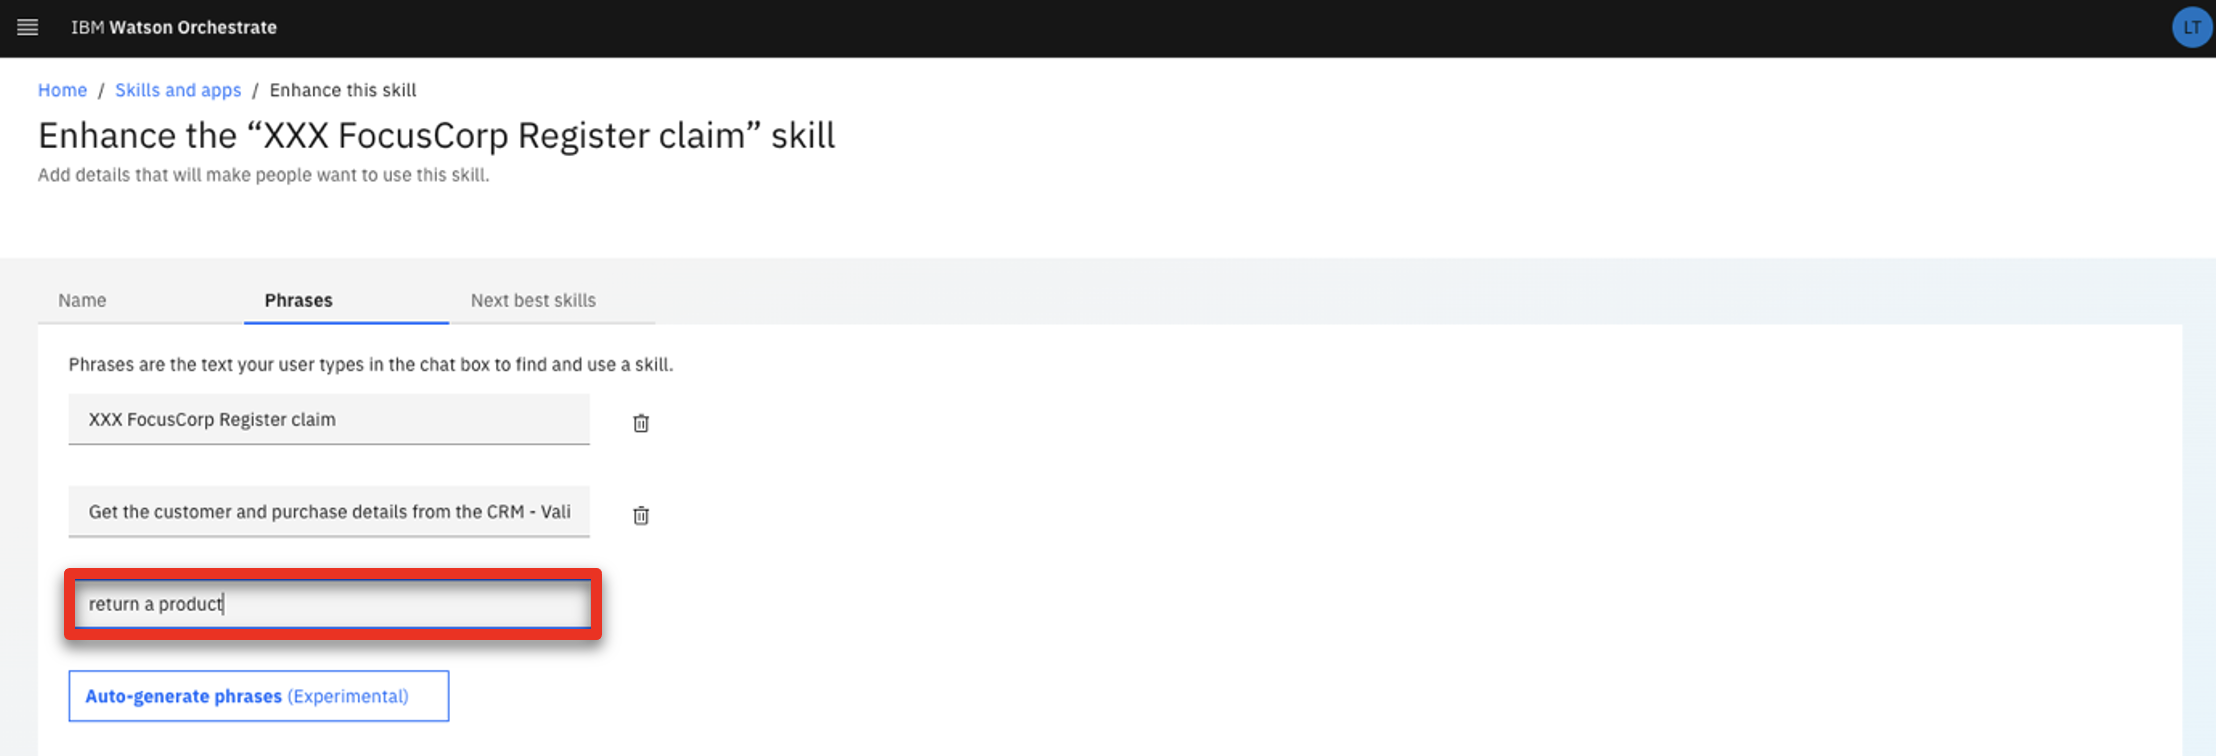 IBM Watson Orchestrate
LT
Home / Skills and apps / Enhance this skill
Enhance the “XXX FocusCorp Register claim” skill
Add details that will make people want to use this skill.
Name Phrases Next best skills
Phrases are the text your user types in the chat box to find and use a skill.
XXX FocusCorp Register claim
Get the customer and purchase details from the CRM - Vali
return a product
Auto-generate phrases (Experimental)